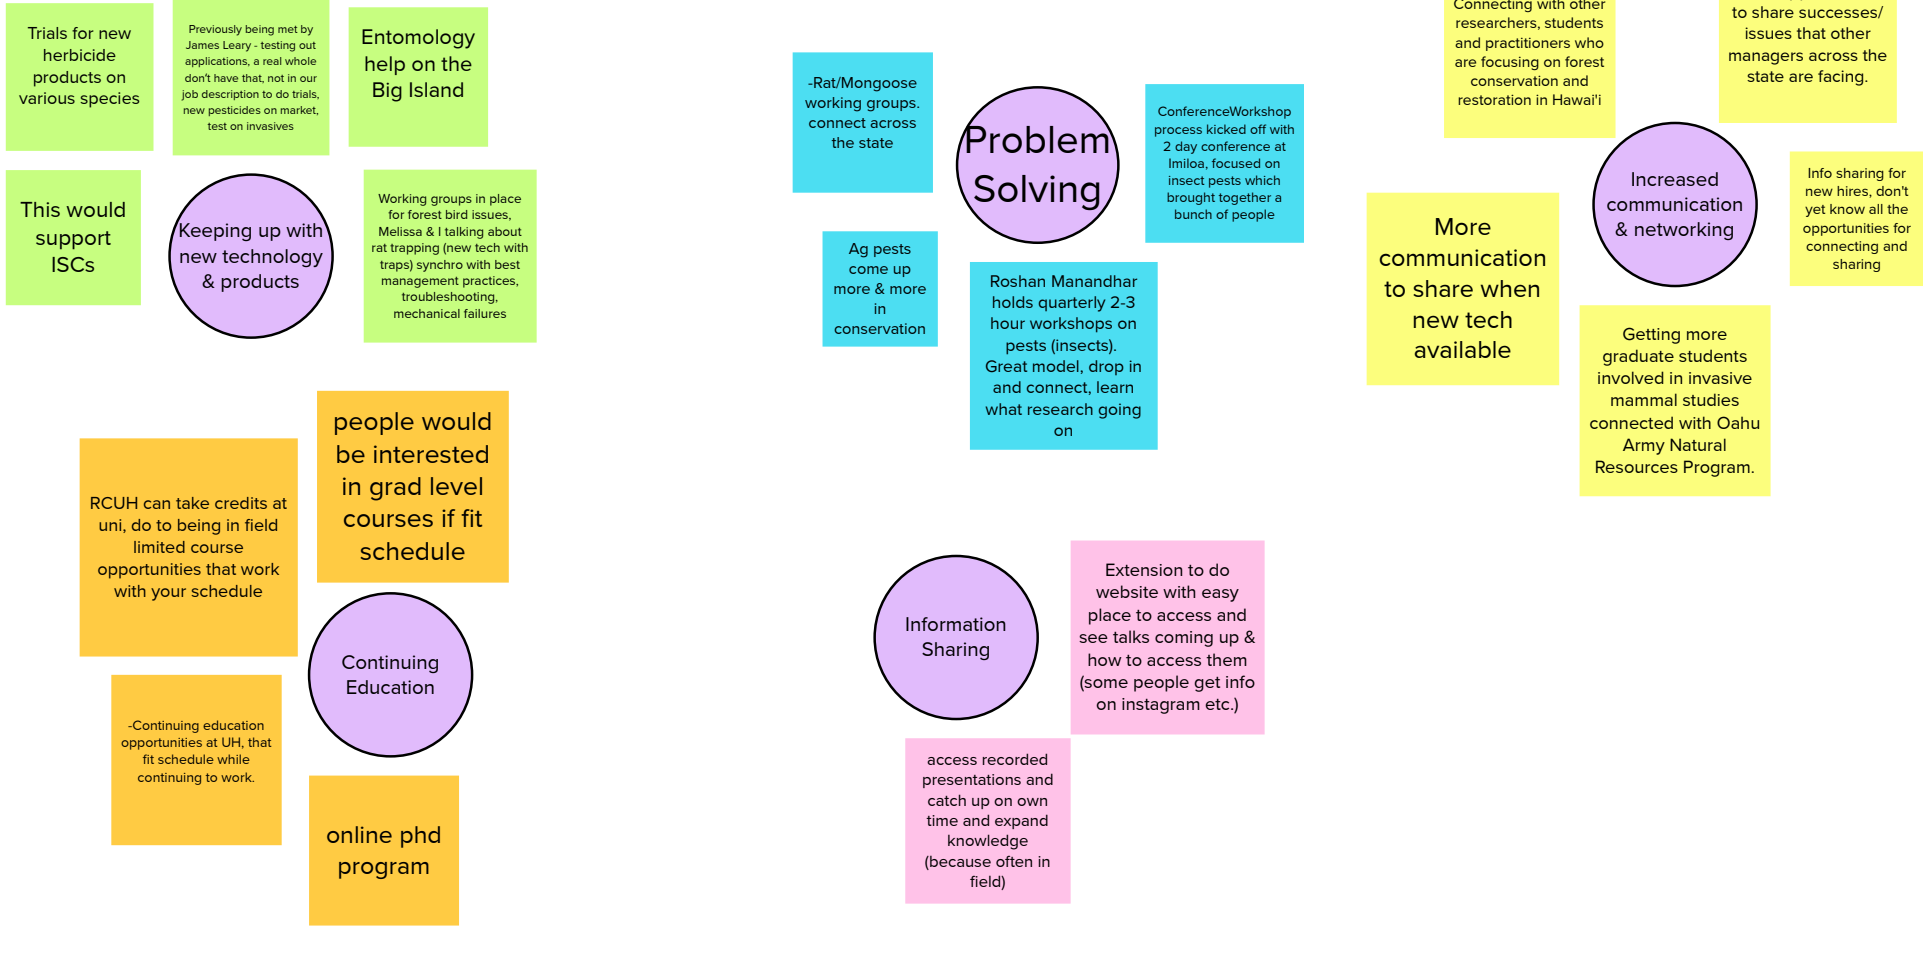 Trials for new
herbicide
products on
various species
Previously being met by
James Leary - testing out
applications, a real whole
don't have that, not in our
job description to do trials,
new pesticides on market,
test on invasives
Entomology
help on the
Big Island
This would
support
ISCs
Keeping up with
new technology
& products
Working groups in place
for forest bird issues,
Melissa & I talking about
rat trapping (new tech with
traps) synchro with best
management practices,
troubleshooting,
mechanical failures
people would
be interested
in grad level
courses if fit
schedule
RCUH can take credits at
uni, do to being in field
limited course
opportunities that work
with your schedule
Continuing
Education
-Continuing education
opportunities at UH, that
fit schedule while
continuing to work.
online phd
program
-Rat/Mongoose
working groups.
connect across
the state
Problem
Solving
ConferenceWorkshop
process kicked off with
2 day conference at
Imiloa, focused on
insect pests which
brought together a
bunch of people
Ag pests
come up
more & more
in
conservation
Roshan Manandhar
holds quarterly 2-3
hour workshops on
pests (insects).
Great model, drop in
and connect, learn
what research going
on
Information
Sharing
Extension to do
website with easy
place to access and
see talks coming up &
how to access them
(some people get info
on instagram etc.)
access recorded
presentations and
catch up on own
time and expand
knowledge
(because often in
field)
Connecting with other
researchers, students
and practitioners who
are focusing on forest
conservation and
restoration in Hawai'i
to share successes/
issues that other
managers across the
state are facing.
Increased
communication
& networking
Info sharing for
new hires, don't
yet know all the
opportunities for
connecting and
sharing
More
communication
to share when
new tech
available
Getting more
graduate students
involved in invasive
mammal studies
connected with Oahu
Army Natural
Resources Program.